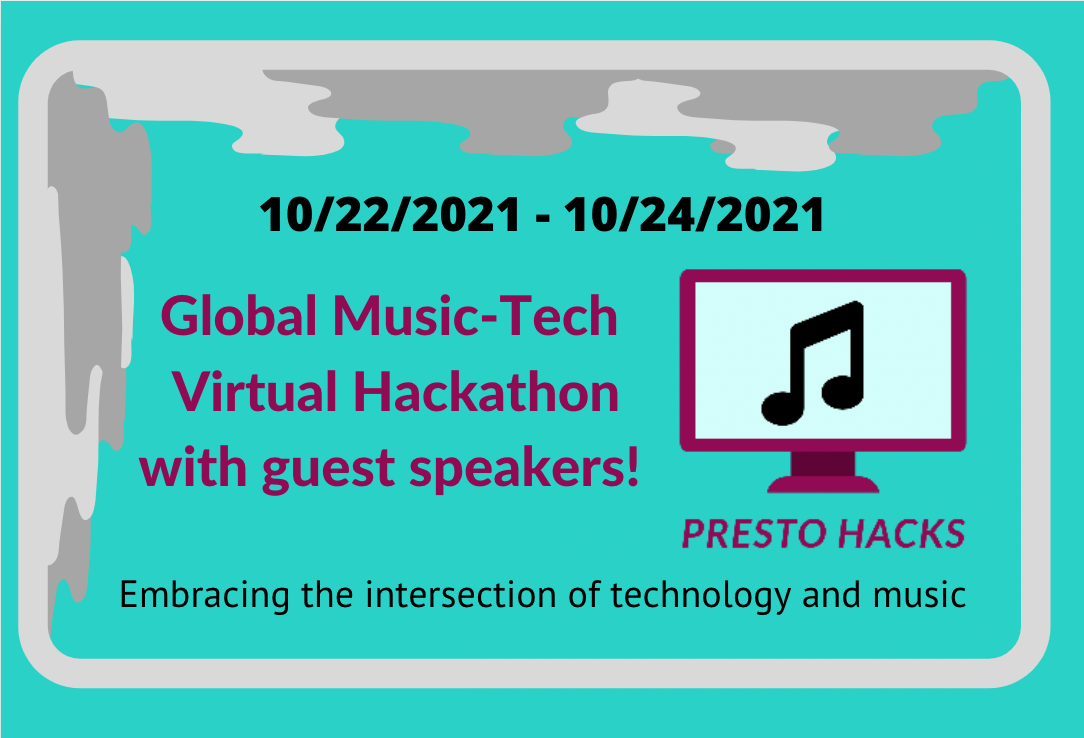 10/22/2021 - 10/24/2021
Global Music-Tech
Virtual Hackathon
with guest speakers!
PRESTO HACKS
Embracing the intersection of technology and music